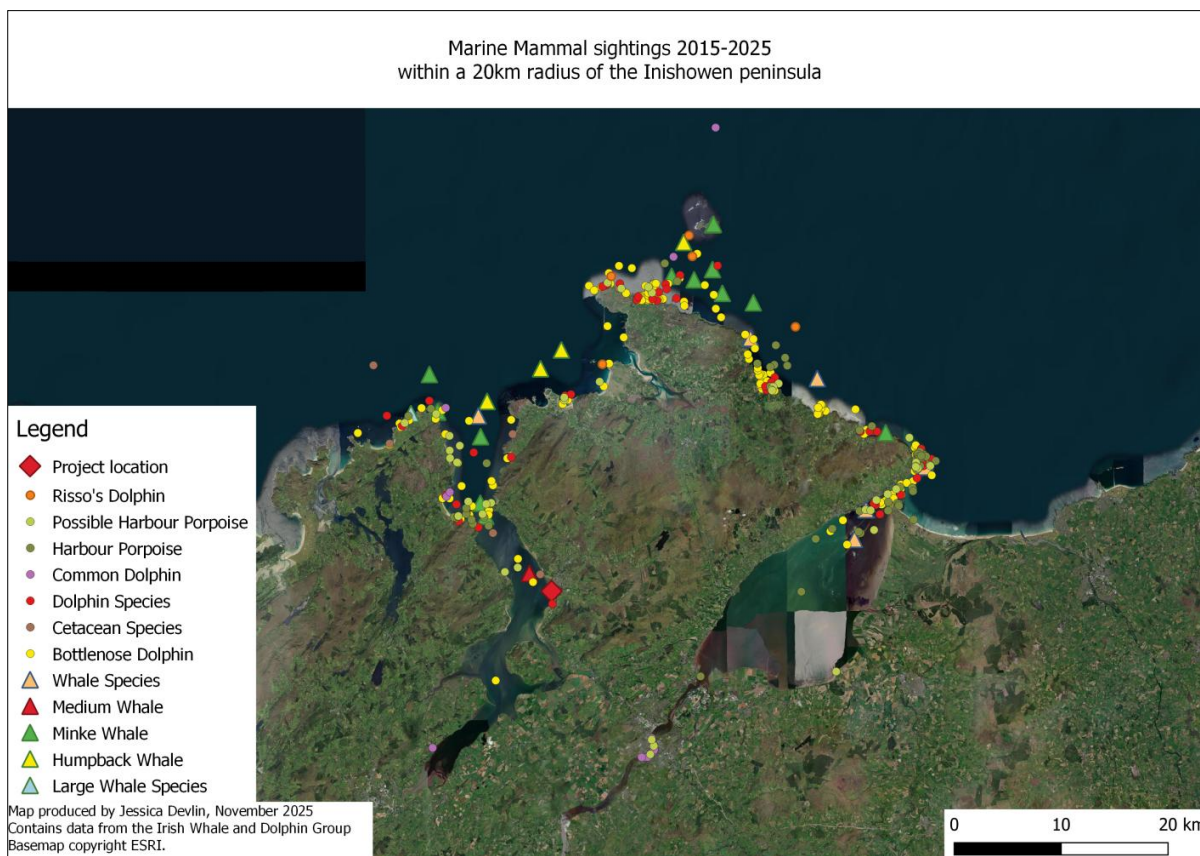 Marine Mammal sightings 2015-2025
within a 20km radius of the Inishowen peninsula
Legend
Project location
Risso's Dolphin
Possible Harbour Porpoise
Harbour Porpoise
Common Dolphin
Dolphin Species
Cetacean Species
Bottlenose Dolphin
Whale Species
Medium Whale
Minke Whale
Humpback Whale
Large Whale Species
Map produced by Jessica Devlin, November 2025
Contains data from the Irish Whale and Dolphin Group
Basemap copyright ESRI.
0 10 20 km